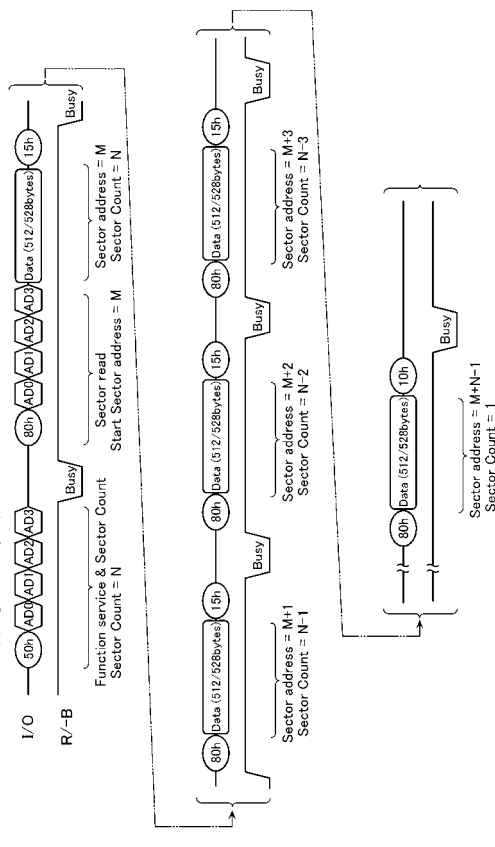 I/O
50h AD0 AD1 AD2 AD3 80h AD0 AD1 AD2 AD3 Data (512/528bytes) 15h
R/-B
Busy Busy
Function service & Sector Count
Sector Count = N
Sector read
Start Sector address = M
Sector address = M
Sector Count = N
80h Data (512/528bytes) 15h 80h Data (512/528bytes) 15h 80h Data (512/528bytes) 15h
Busy Busy Busy
Sector address = M+1
Sector Count = N-1
Sector address = M+2
Sector Count = N-2
Sector address = M+3
Sector Count = N-3
80h Data (512/528bytes) 10h
Busy
Sector address = M+N-1
Sector Count = 1